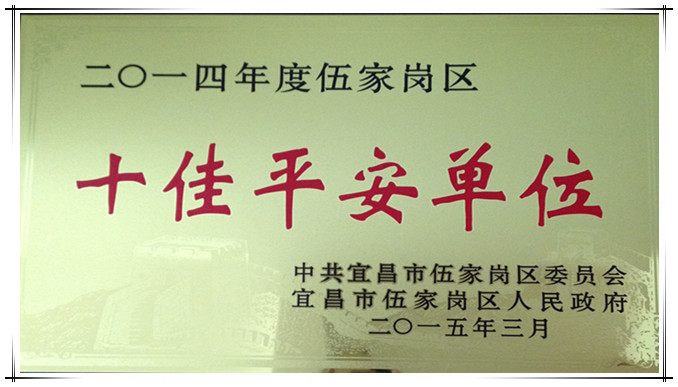 二〇一四年度伍家岗区
十佳平安单位
中共宜昌市伍家岗区委员会
宜昌市伍家岗区人民政府
二〇一五年三月